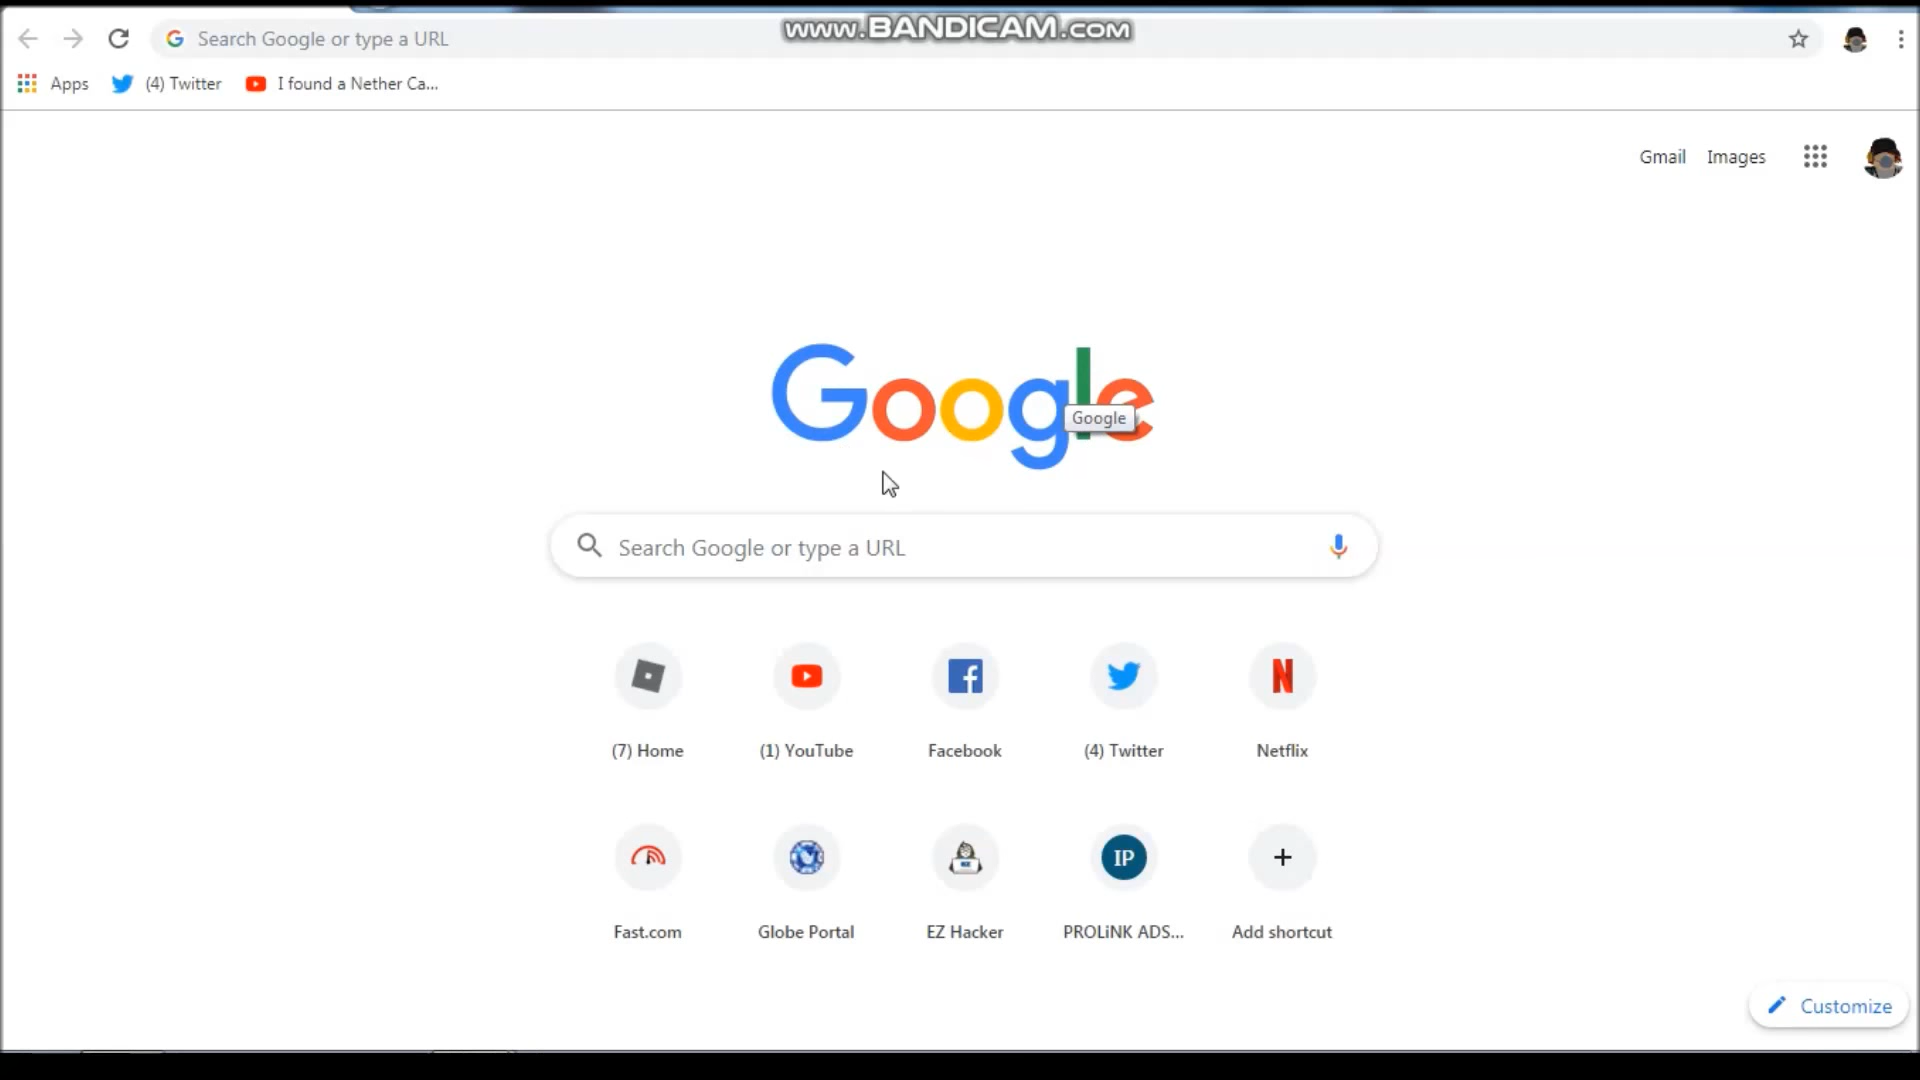 www.BANDICAM.com
Search Google or type a URL
Apps (4) Twitter I found a Nether Ca...
Gmail Images
Google
Google
Search Google or type a URL
(7) Home (1) YouTube Facebook (4) Twitter Netflix
IP
Fast.com Globe Portal EZ Hacker PROLiNK ADS... Add shortcut
Customize